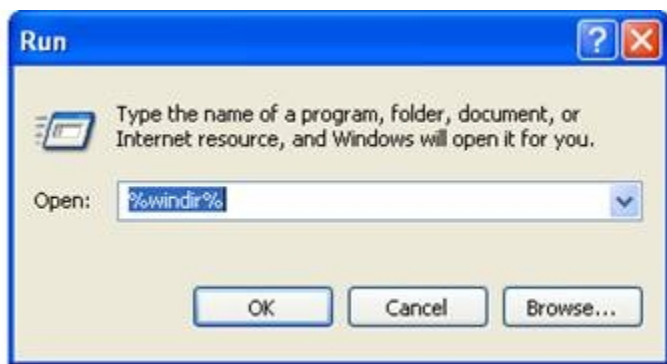 Run
Type the name of a program, folder, document, or
Internet resource, and Windows will open it for you.
Open: %windir%
OK Cancel Browse...